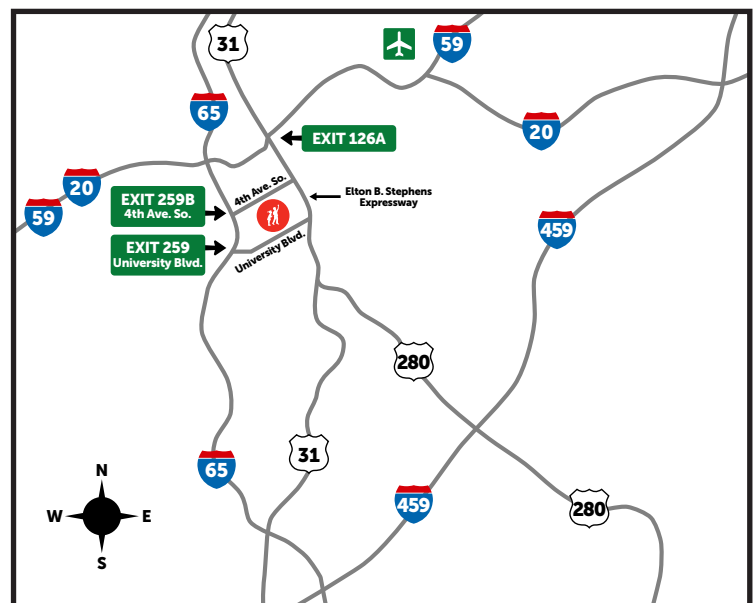 31
59
65
20
EXIT 126A
20
59
EXIT 259B
4th Ave. So.
4th Ave. So.
Elton B. Stephens
Expressway
459
EXIT 259
University Blvd.
University Blvd.
280
31
65
459
280
N
W
E
S